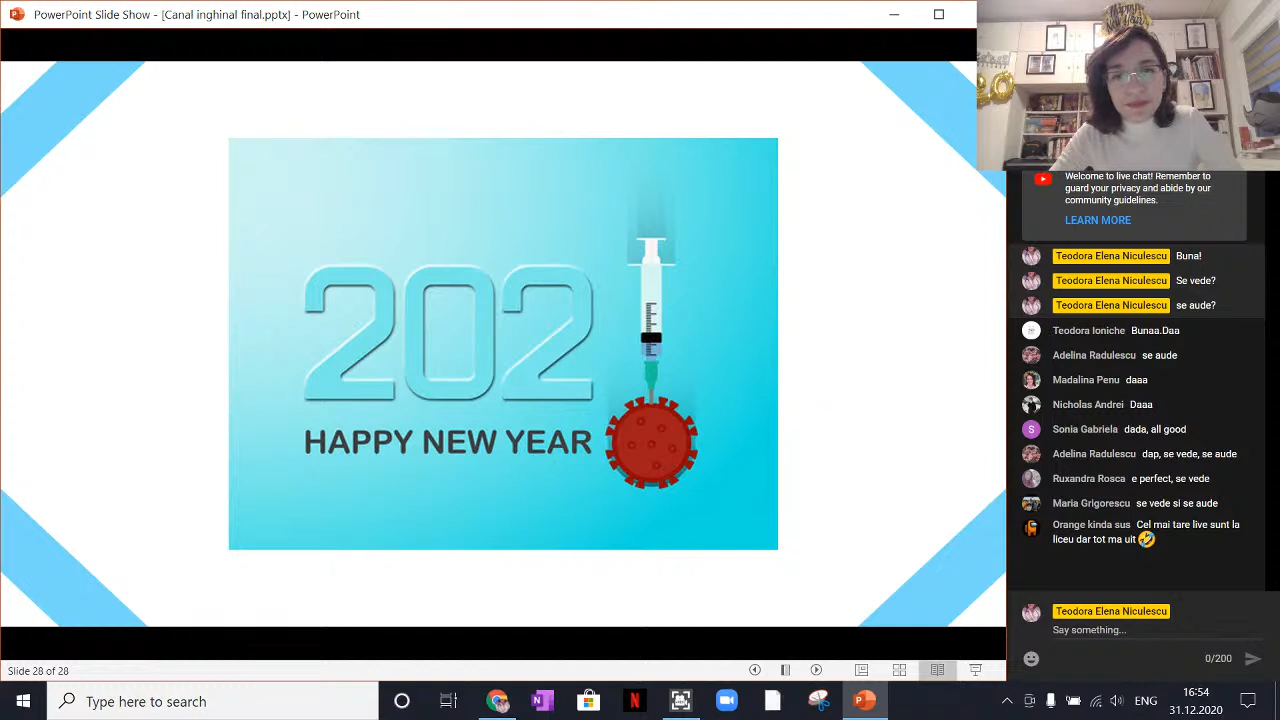 PowerPoint Slide Show - [Canal inghinal final.pptx] - PowerPoint
Happy
New Year
20
202
HAPPY NEW YEAR
Welcome to live chat! Remember to
guard your privacy and abide by our
community guidelines.
LEARN MORE
Teodora Elena Niculescu Buna!
Teodora Elena Niculescu Se vede?
Teodora Elena Niculescu se aude?
Teodora Ioniche Bunaa.Daa
Adelina Radulescu se aude
Madalina Penu daaa
Nicholas Andrei Daaa
S Sonia Gabriela dada, all good
Adelina Radulescu dap, se vede, se aude
Ruxandra Rosca e perfect, se vede
Maria Grigorescu se vede si se aude
Orange kinda sus Cel mai tare live sunt la
liceu dar tot ma uit 🤣
Teodora Elena Niculescu
Say something...
0/200
Slide 28 of 28
Type here to search
ENG
16:54
31.12.2020